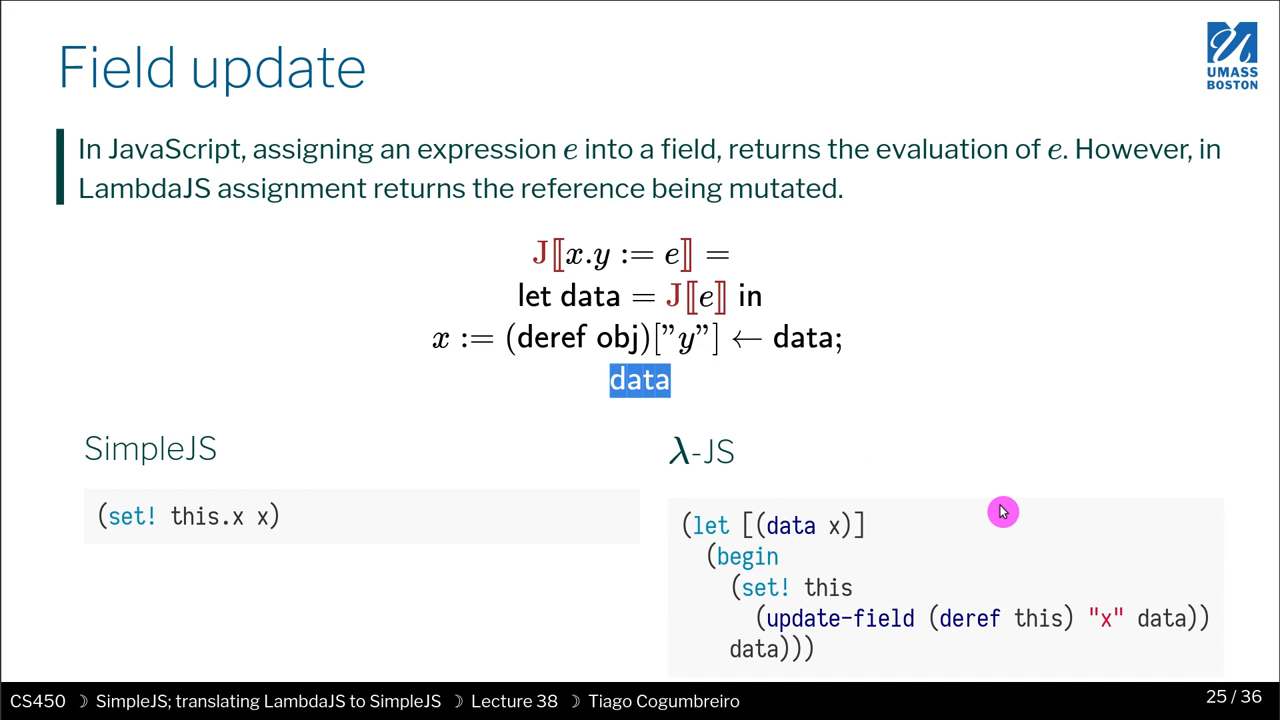 Field update
UMASS
BOSTON
In JavaScript, assigning an expression e into a field, returns the evaluation of e. However, in
LambdaJS assignment returns the reference being mutated.
J⟦x.y := e⟧ =
let data = J⟦e⟧ in
x := (deref obj)["y"] ← data;
data
SimpleJS
(set! this.x x)
λ-JS
(let [(data x)]
(begin
(set! this
(update-field (deref this) "x" data))
data)))
CS450 ☽ SimpleJS; translating LambdaJS to SimpleJS ☽ Lecture 38 ☽ Tiago Cogumbreiro
25 / 36